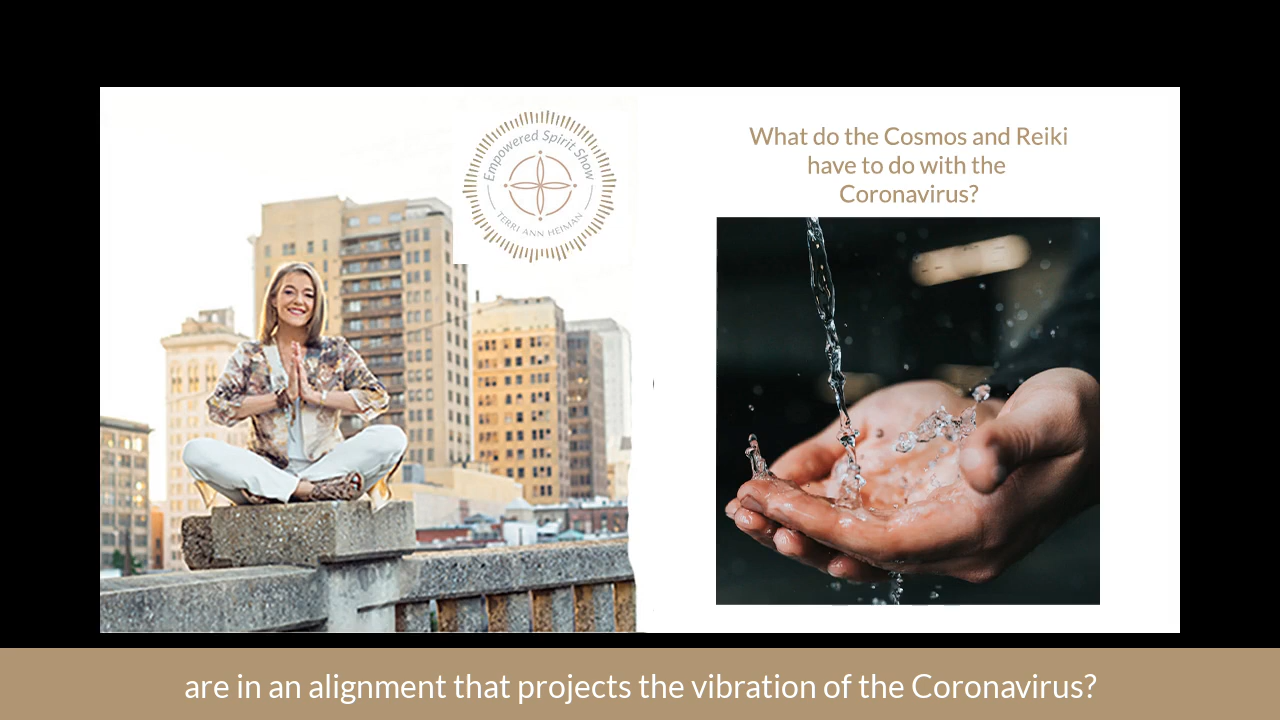 Empowered Spirit Show
TERRI ANN HEIMAN
What do the Cosmos and Reiki
have to do with the
Coronavirus?
are in an alignment that projects the vibration of the Coronavirus?